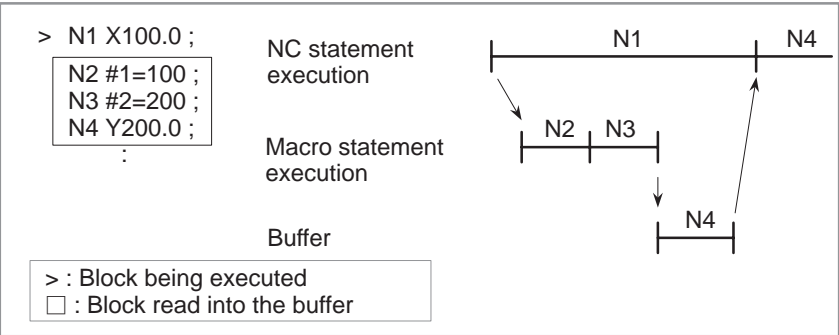 > N1 X100.0 ;
N2 #1=100 ;
N3 #2=200 ;
N4 Y200.0 ;
:
NC statement
execution
N1
N4
Macro statement
execution
N2
N3
Buffer
N4
> : Block being executed
□ : Block read into the buffer